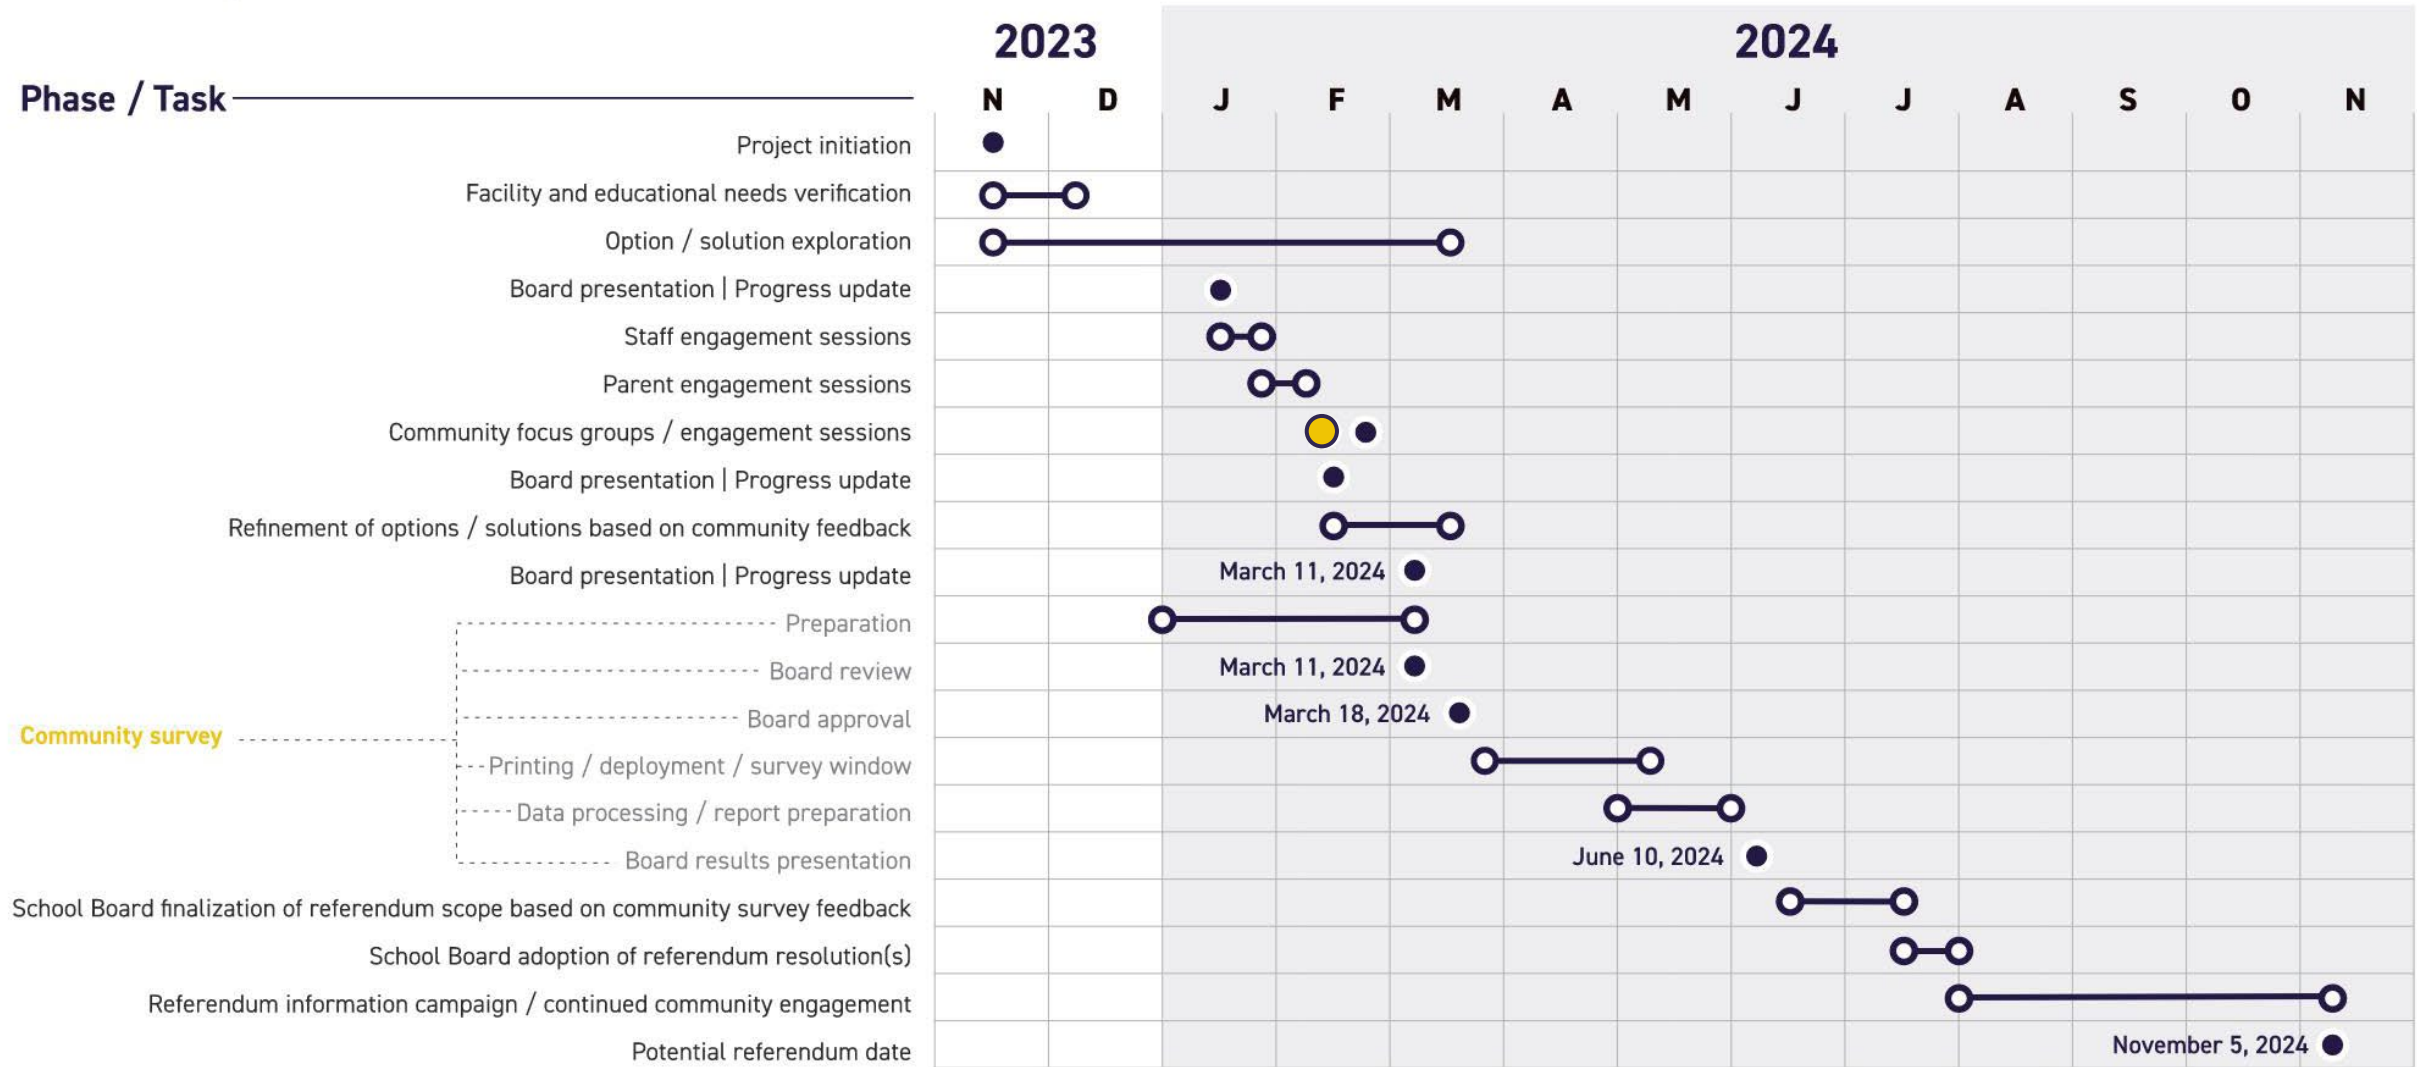 2023 2024
Phase / Task N D J F M A M J J A S O N
Project initiation
Facility and educational needs verification
Option / solution exploration
Board presentation | Progress update
Staff engagement sessions
Parent engagement sessions
Community focus groups / engagement sessions
Board presentation | Progress update
Refinement of options / solutions based on community feedback
Board presentation | Progress update March 11, 2024
Preparation
Board review March 11, 2024
Board approval March 18, 2024
Community survey
Printing / deployment / survey window
Data processing / report preparation
Board results presentation June 10, 2024
School Board finalization of referendum scope based on community survey feedback
School Board adoption of referendum resolution(s)
Referendum information campaign / continued community engagement
Potential referendum date November 5, 2024